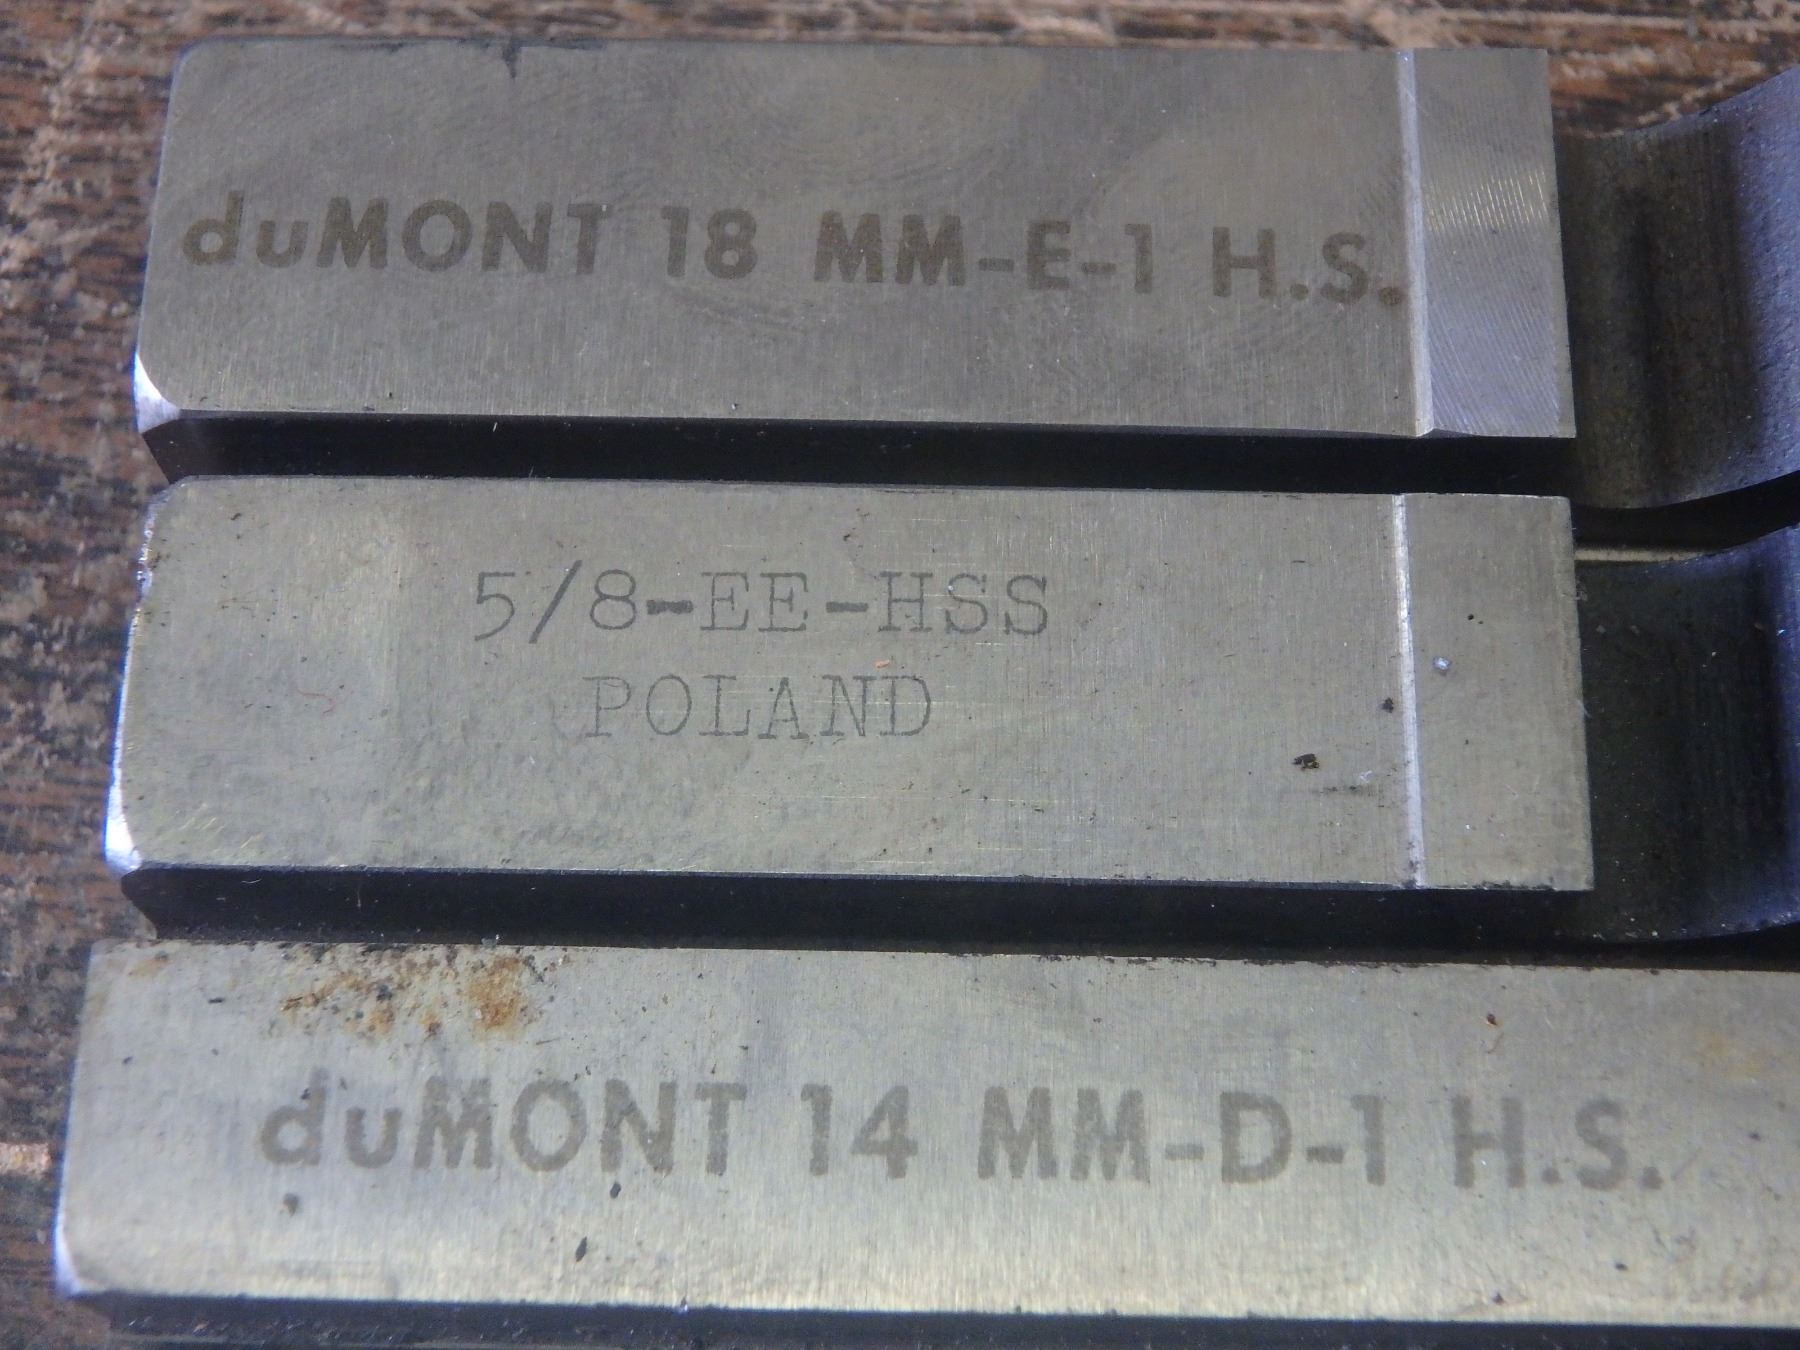 duMONT 18 MM-E-1 H.S.
5/8-EE-HSS
POLAND
duMONT 14 MM-D-1 H.S.